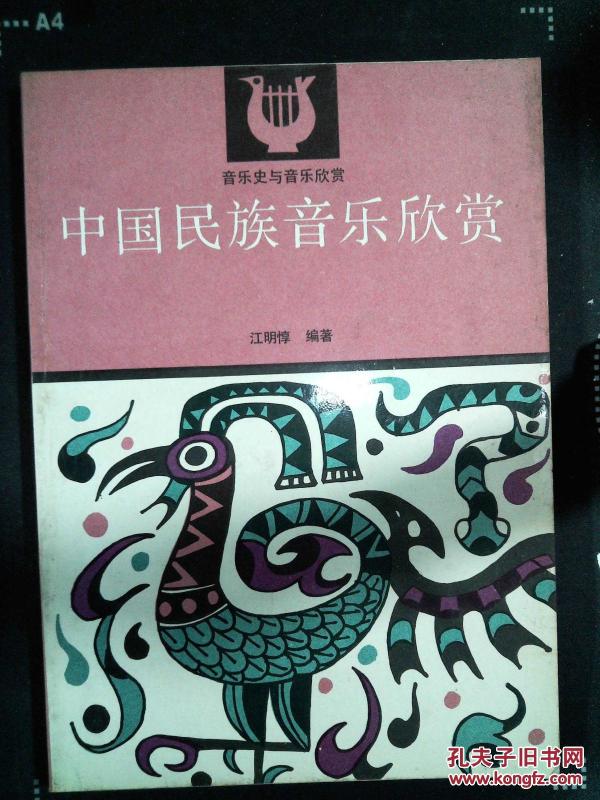 A4
音乐史与音乐欣赏
中国民族音乐欣赏
江明惇 编著
孔夫子旧书网
www.kongfz.com